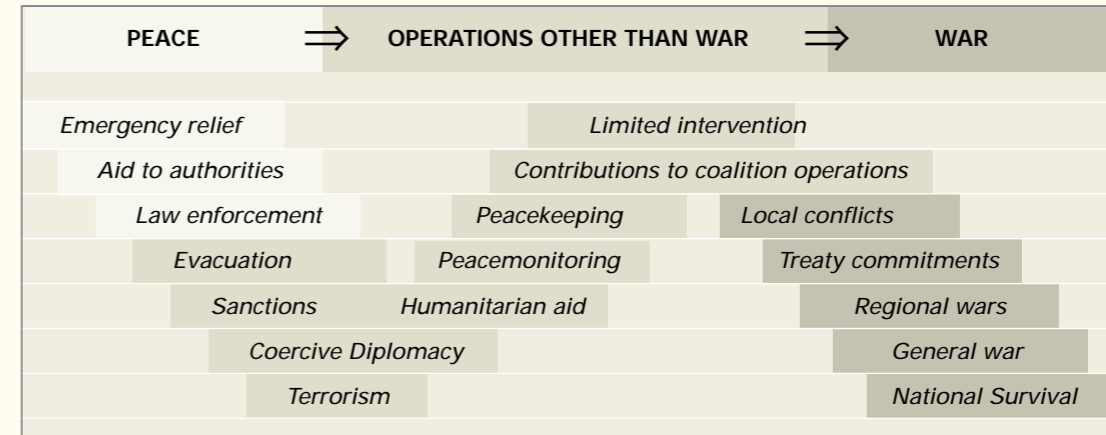 PEACE ⇒ OPERATIONS OTHER THAN WAR ⇒ WAR
Emergency relief Limited intervention
Aid to authorities Contributions to coalition operations
Law enforcement Peacekeeping Local conflicts
Evacuation Peacemonitoring Treaty commitments
Sanctions Humanitarian aid Regional wars
Coercive Diplomacy General war
Terrorism National Survival